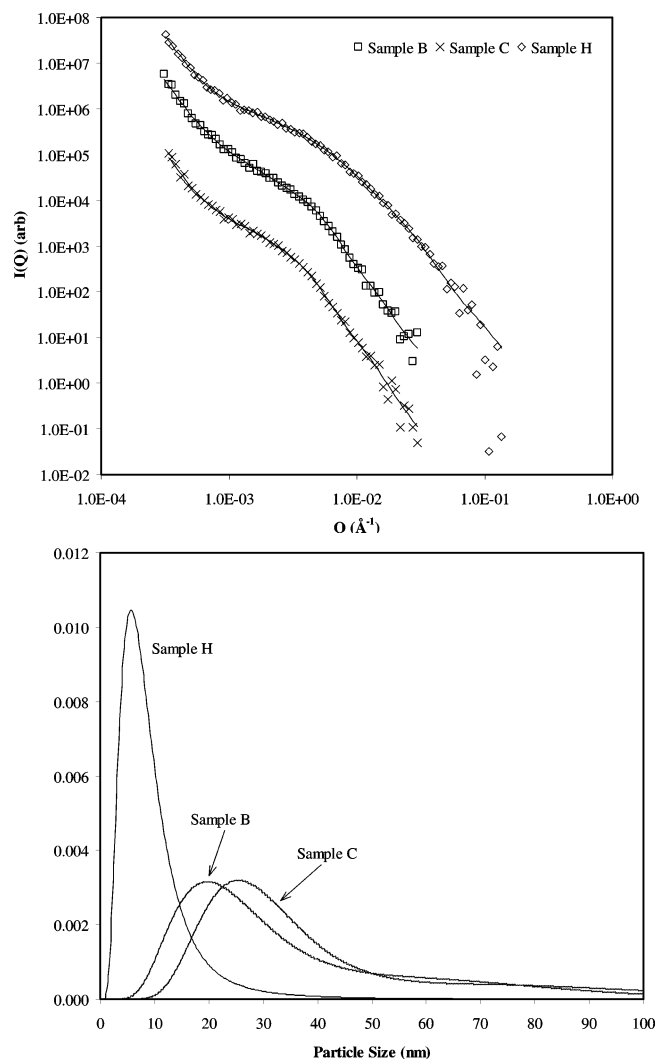 1.0E+08
1.0E+07
1.0E+06
1.0E+05
1.0E+04
1.0E+03
1.0E+02
1.0E+01
1.0E+00
1.0E-01
1.0E-02
I(Q) (arb)
Sample B Sample C Sample H
1.0E-04 1.0E-03 1.0E-02 1.0E-01 1.0E+00
O (Å-1)
0.012
0.010
0.008
0.006
0.004
0.002
0.000
Sample H
Sample B
Sample C
0 10 20 30 40 50 60 70 80 90 100
Particle Size (nm)